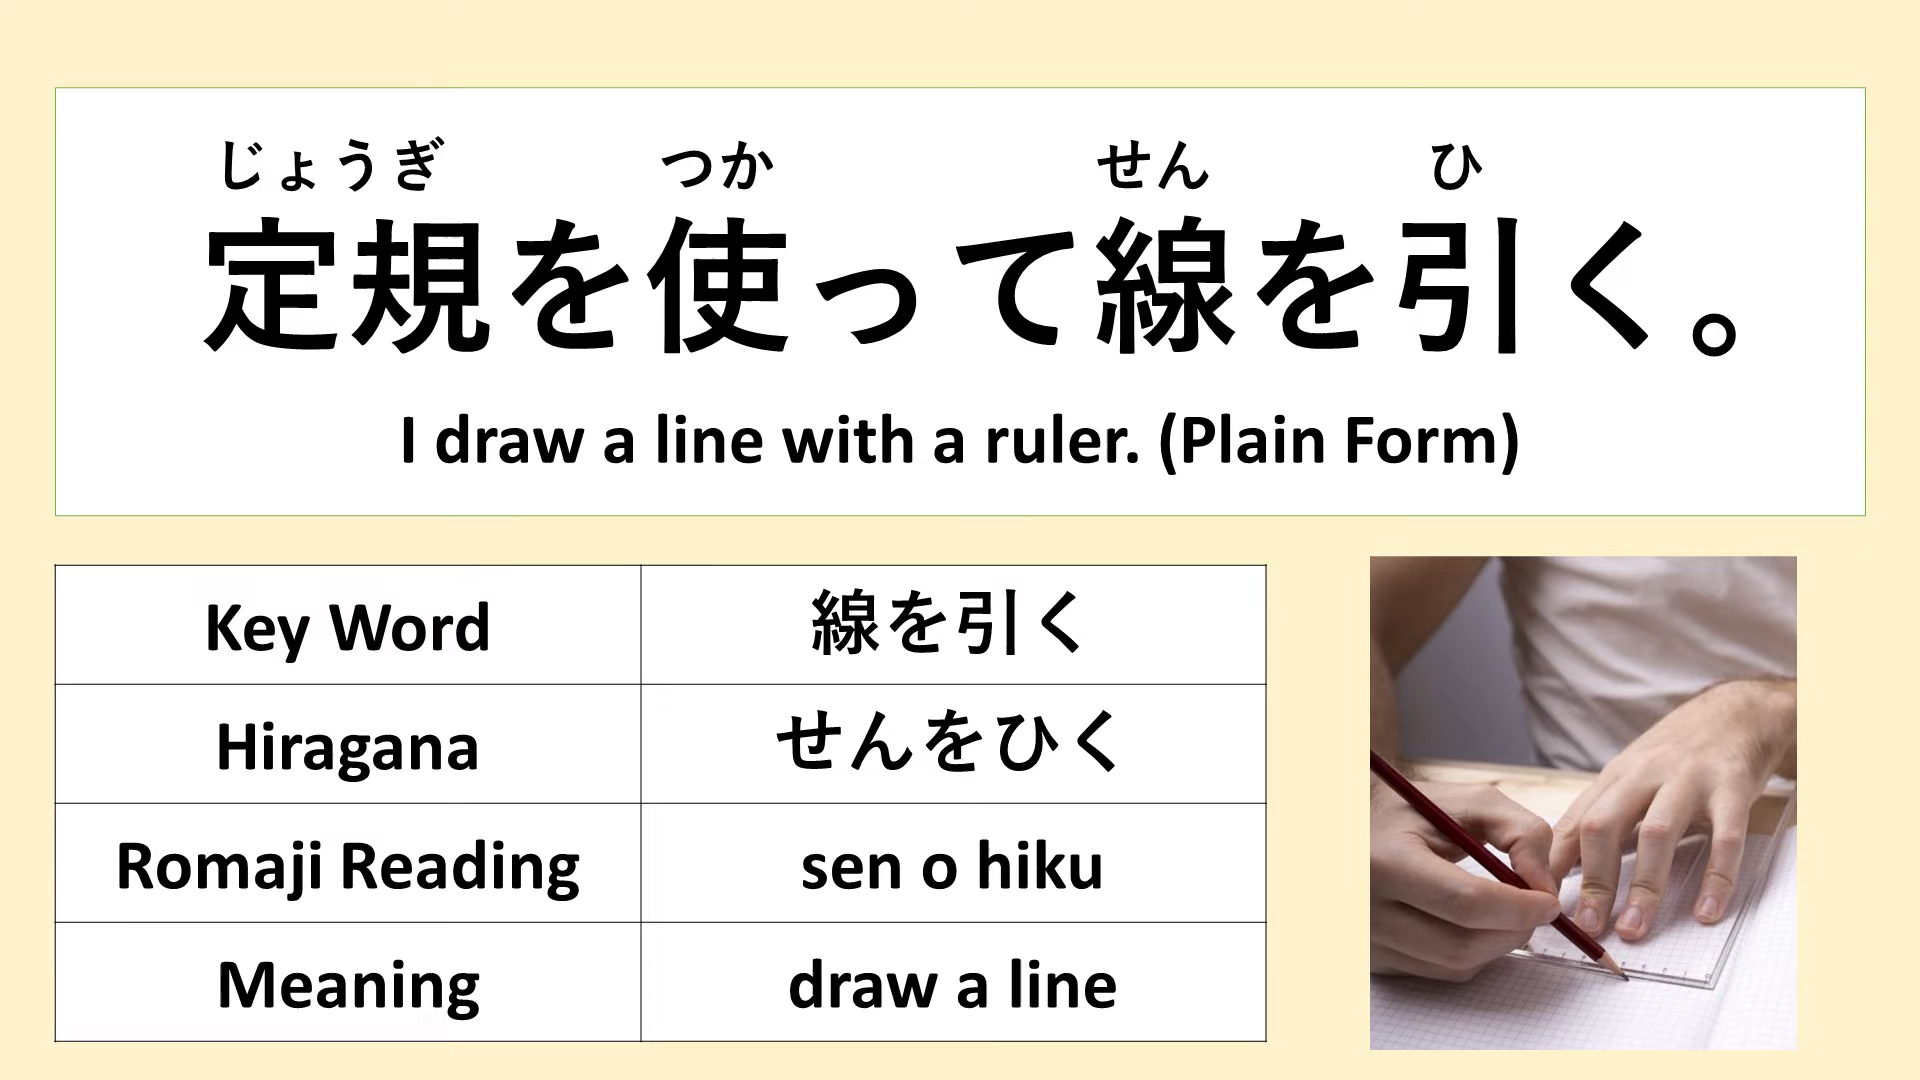 じょうぎ つか せん ひ
定規を使って線を引く。
I draw a line with a ruler. (Plain Form)
Key Word 線を引く
Hiragana せんをひく
Romaji Reading sen o hiku
Meaning draw a line